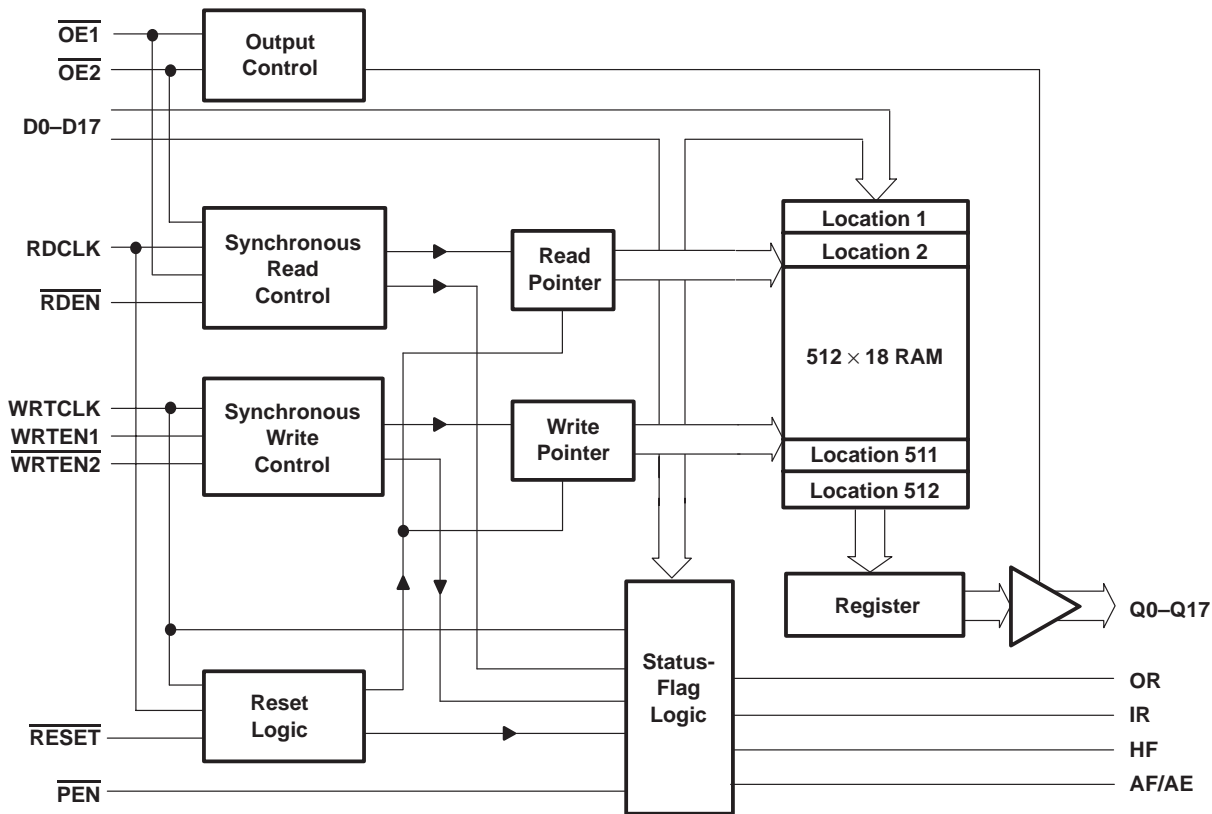 OE1
OE2
Output
Control
D0–D17
RDCLK
RDEN
Synchronous
Read
Control
Read
Pointer
Location 1
Location 2
512 × 18 RAM
Location 511
Location 512
WRTCLK
WRTEN1
WRTEN2
Synchronous
Write
Control
Write
Pointer
Register
Q0–Q17
Reset
Logic
RESET
PEN
Status-
Flag
Logic
OR
IR
HF
AF/AE